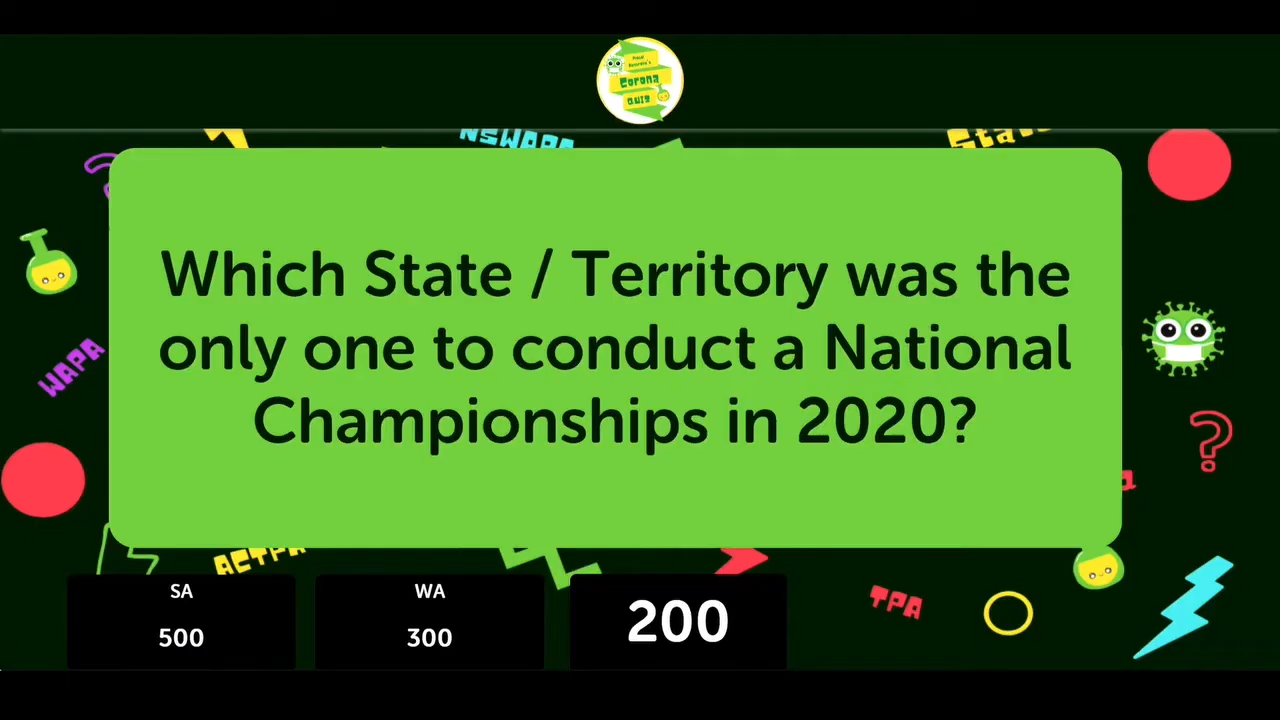 Corona
Quiz
NSWAPA
Which State / Territory was the
only one to conduct a National
Championships in 2020?
WAPA
ACTPA
TPA
SA
WA
200
500
300